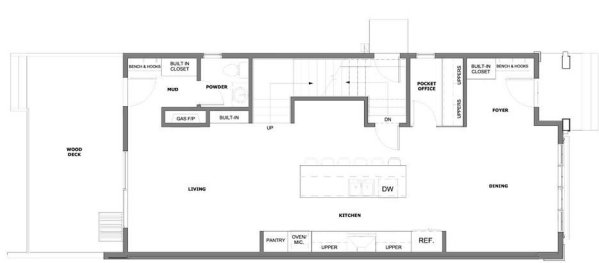 BENCH & HOOKS
BUILT IN
CLOSET
MUD
POWDER
POCKET
OFFICE
UPPERS
UPPERS
BUILT-IN
CLOSET
BENCH & HOOKS
FOYER
GAS F/P
BUILT-IN
UP
DN
WOOD
DECK
LIVING
DW
DINING
KITCHEN
PANTRY
OVEN/
MIC.
UPPER
UPPER
REF.